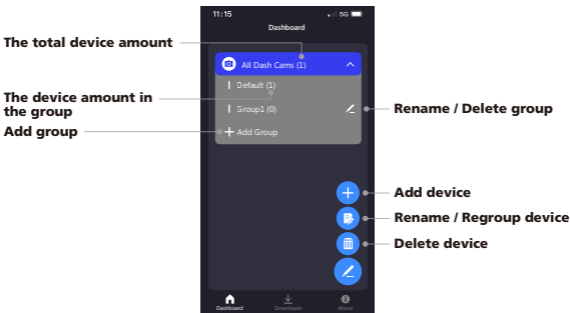 11:15
5G
Dashboard
The total device amount
All Dash Cams (1)
Default (1)
The device amount in
the group
Group1 (0)
Rename / Delete group
Add group
Add Group
Add device
Rename / Regroup device
Delete device
Dashboard
Downloads
About